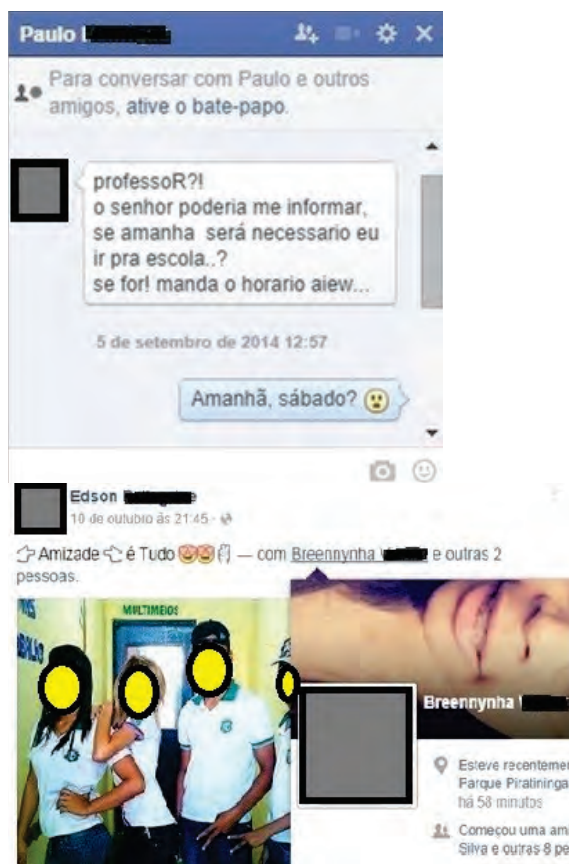 Paulo
Para conversar com Paulo e outros
amigos, ative o bate-papo.
professoR?!
o senhor poderia me informar,
se amanha será necessario eu
ir pra escola..?
se for! manda o horario aiew...
5 de setembro de 2014 12:57
Amanhã, sábado?
Edson
10 de outubro às 21:45
Amizade é Tudo — com Breennynha e outras 2
pessoas.
MULTIMEIOS
Breennynha
Esteve recentemen
Parque Piratininga
há 58 minutos
Começou uma ami
Silva e outras 8 pe